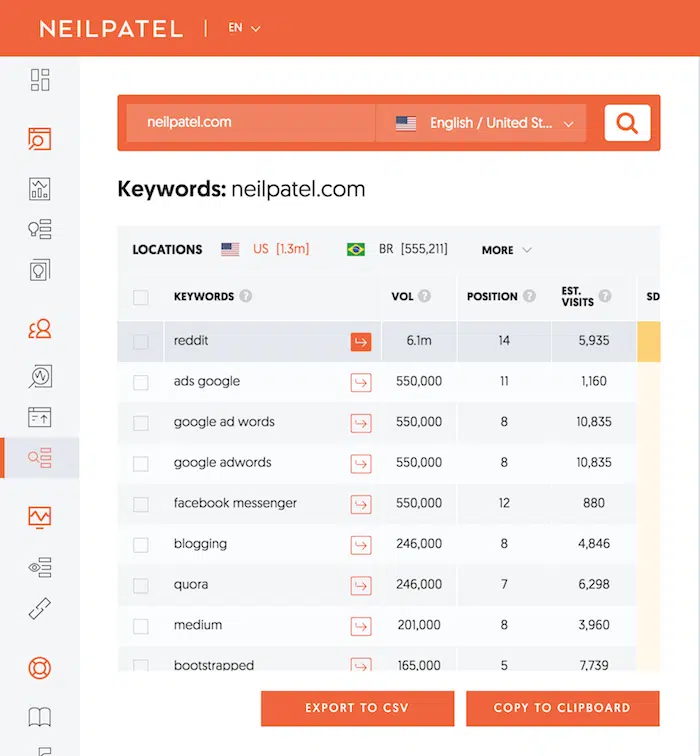 NEILPATEL | EN
neilpatel.com English / United St...
Keywords: neilpatel.com
LOCATIONS US [1.3m] BR [555,211] MORE
KEYWORDS ? VOL ? POSITION ? EST. VISITS ? SD
reddit 6.1m 14 5,935
ads google 550,000 11 1,160
google ad words 550,000 8 10,835
google adwords 550,000 8 10,835
facebook messenger 550,000 12 880
blogging 246,000 8 4,846
quora 246,000 7 6,298
medium 201,000 8 3,960
bootstrapped 165,000 5 7,739
EXPORT TO CSV COPY TO CLIPBOARD